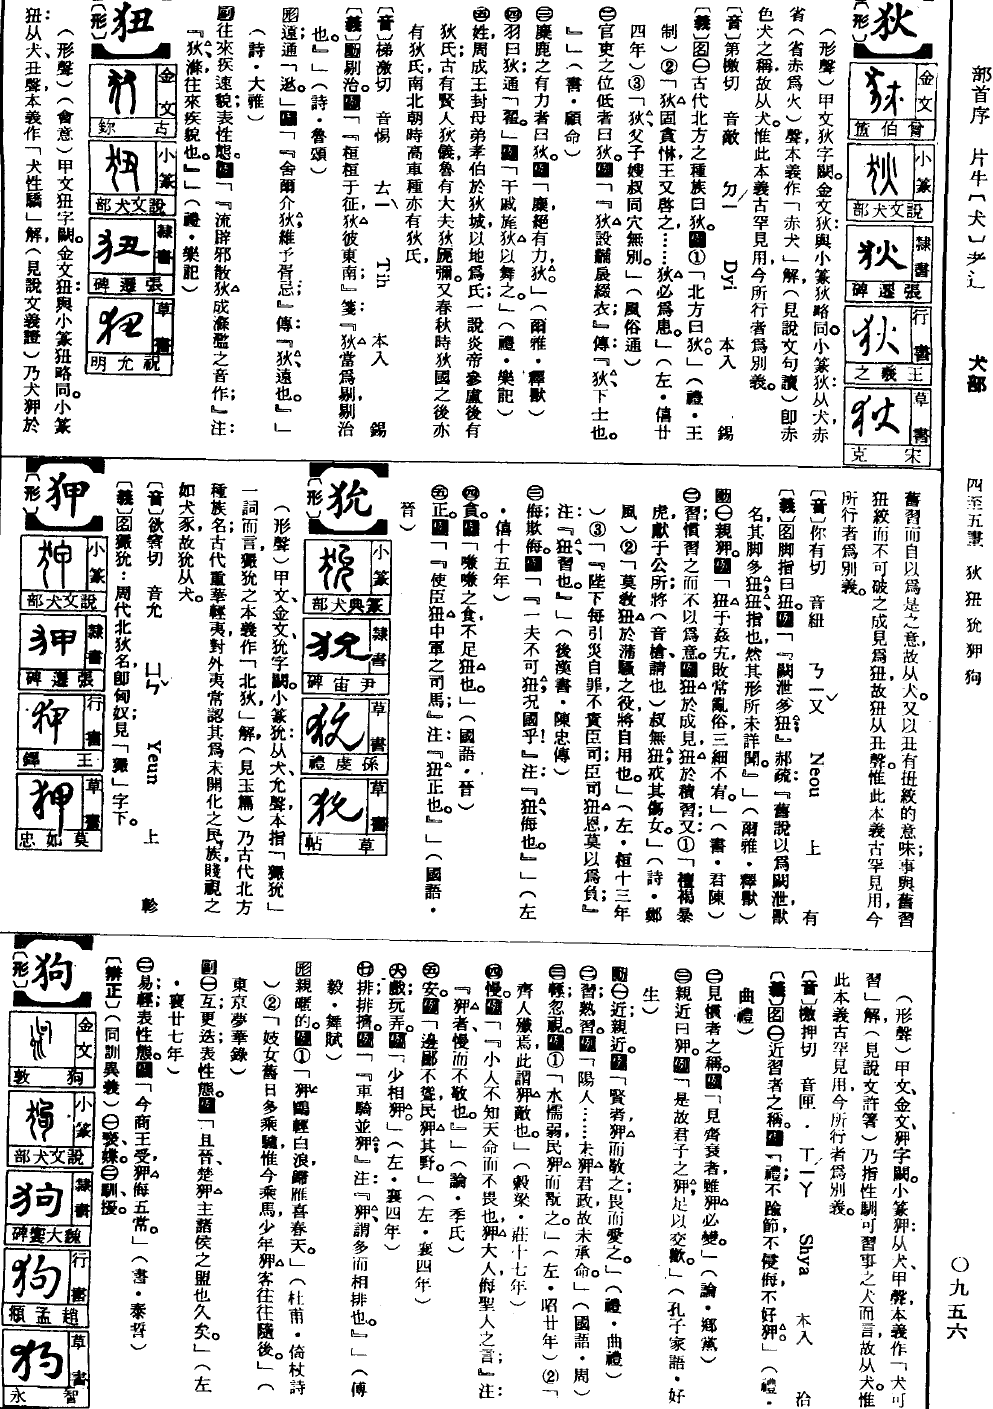 部首序 片牛〔犬〕 犬部 四至五畫 狄狃狁狎狗 〇九五六
狄
〔形〕
金文 曾伯簠
小篆 說文犬部
隸書 張遷碑
行書 王羲之
草書 宋克
（形聲）甲文狄字闕。金文狄與小篆狄略同。小篆狄：从犬、赤
省（省赤爲火）聲、本義作「赤犬」解（見說文句讀）卽赤
色犬之稱、故从犬。惟此本義古罕見用、今所行者爲別義。
〔音〕第檄切 音敵 ㄉㄧˊ Dyi 本入 錫
〔義〕图㊀古代北方之種族曰狄。例①「北方曰狄。」（禮・王
制）②「狄固貪惏、王又啓之……狄必爲患。」（左・僖廿
四年）③「狄父子嫂叔同穴無別。」（風俗通）
㊁官吏之位低者曰狄。例「『狄設黼扆綴衣』傳『狄、下士也。
』」（書・顧命）
㊂麋鹿之有力者曰狄。例「麋絕有力、狄。」（爾雅・釋獸）
㊃羽曰狄、通「翟」。例「干戚旄狄以舞之。」（禮・樂記）
㊄姓、周成王封母弟孝伯於狄城、以地爲氏；一說炎帝參盧後有
狄氏；古有賢人狄儀；魯有大夫狄虒彌。又春秋時狄國之後亦
有狄氏；南北朝時高車種亦有狄氏。
〔音〕梯激切 音惕 ㄊㄧˋ Tih 本入 錫
〔義〕動剔治。例「『桓桓于征、狄彼東南』箋『狄當爲剔；剔、治
也。』」（詩・魯頌）
形遠、通「逖」。例「『舍爾介狄、維予胥忌』傳『狄、遠也。』」
（詩・大雅）
副往來疾速貌；表性態。例「『流辟邪散狄成滌濫之音作』注：
『狄、滌、往來疾貌也。』」（禮・樂記）
狃
〔形〕
金文 古鉨
小篆 說文犬部
隸書 張遷碑
草書 祝允明
（形聲）（會意）甲文狃字闕。金文狃：與小篆狃略同。小篆
狃：从犬、丑聲、本義作「犬性驕」解（見說文義證）乃犬狎於
舊習而自以爲是之意、故从犬。又以丑有扭絞的意味；事與舊習
狃絞而不可破之成見爲狃、故狃从丑聲。惟此本義古罕見用、今
所行者爲別義。
〔音〕你有切 音紐 ㄋㄧㄡˇ Neou 上 有
〔義〕图脚指曰狃。例「『闕泄多狃』郝疏『舊說以爲闕泄獸
名、其脚多狃；狃、指也、然其形所未詳聞』」（爾雅・釋獸）
動㊀親狎。例「狃于姦宄、敗常亂俗、三細不宥。」（書・君陳）
㊁習慣；習之而不以爲意。例狃於成見；狃於積習。又①「襢裼暴
虎、獻于公所；將（音槍、請也）叔無狃、戒其傷女。」（詩・鄭
風）②「莫敖狃於蒲騷之役、將自用也。」（左・桓十三年
）③「『陛下每引災自罪、不責臣司；臣司狃恩、莫以爲負』
注『狃、習也。』」（後漢書・陳忠傳）
㊂侮；欺侮。例「『一夫不可狃、況國乎！』注：『狃、侮也。』」（左
・僖十五年）
㊃貪。例「嗛嗛之食、不足狃也。」（國語・晉）
㊄正。例「『使臣狃中軍之司馬』注：『狃、正也。』」（國語・
晉）
狁
〔形〕
小篆 篆典犬部
隸書 尹宙碑
草書 孫虔禮
草書 草帖
（形聲）甲文、金文狁字闕。小篆狁：从犬、允聲、本指「玁狁」
一詞而言；玁狁之本義作「北狄」解（見玉篇）乃古代北方
種族名；古代重華輕夷、對外夷常認其爲未開化之民族、賤視之
如犬豕、故狁从犬。
〔音〕欲窘切 音允 ㄩㄣˇ Yeun 上 軫
〔義〕图玁狁：周代北狄名、卽匈奴、見「玁」字下。
狎
〔形〕
小篆 說文犬部
隸書 張遷碑
行書 王鐸
草書 莫如忠
（形聲）甲文、金文狎字闕。小篆狎：从犬、甲聲、本義作「犬可
習」解（見說文許箸）乃指性馴可習事之犬而言、故从犬。惟
此本義古罕見用、今所行者爲別義。
〔音〕檄押切 音匣 ㄒㄧㄚˊ Shya 本入 洽
〔義〕图㊀近習者之稱。例「禮、不踰節、不侵侮、不好狎。」（禮・
曲禮）
㊁見慣者之稱。例「見齊衰者、雖狎必變。」（論・鄉黨）
㊂親近曰狎。例「是故君子之狎、足以交歡。」（孔子家語・好
生）
動㊀近；親近。例「賢者狎而敬之、畏而愛之。」（禮・曲禮）
㊁習；熟習。例「陽人……未狎君政、故未承命。」（國語・周）
㊂輕；忽視。例①「水懦弱、民狎而翫之。」（左・昭廿年）②「
齊人殲焉、此謂狎敵也。」（穀梁・莊十七年）
㊃慢。例「『小人不知天命而不畏也、狎大人、侮聖人之言』注：
『狎者、慢而不敬也。』」（論・季氏）
㊄安。例「邊鄙不聳、民狎其野。」（左・襄四年）
㊅戲；玩弄。例「少相狎。」（左・襄四年）
㊆排；排擠。例「『車騎並狎』注：『狎、謂多而相排也。』」（傅
毅・舞賦）
形親暱的。例①「狎鷗輕白浪、歸雁喜春天。」（杜甫・倚杖詩
）②「妓女舊日多乘驢、惟今乘馬、少年狎客、往往隨後。」（
東京夢華錄）
副㊀互更；迭；表性態。例「且晉楚狎主諸侯之盟也久矣。」（左
・襄廿七年）
㊁易；輕；表性態。例「今商王受、狎侮五常。」（書・泰誓）
〔辨正〕（同訓異義）㊀褻、媟。㊁馴、擾。
狗
〔形〕
金文 狗敦
小篆 說文犬部
隸書 魏大饗碑
行書 趙孟頫
草書 智永